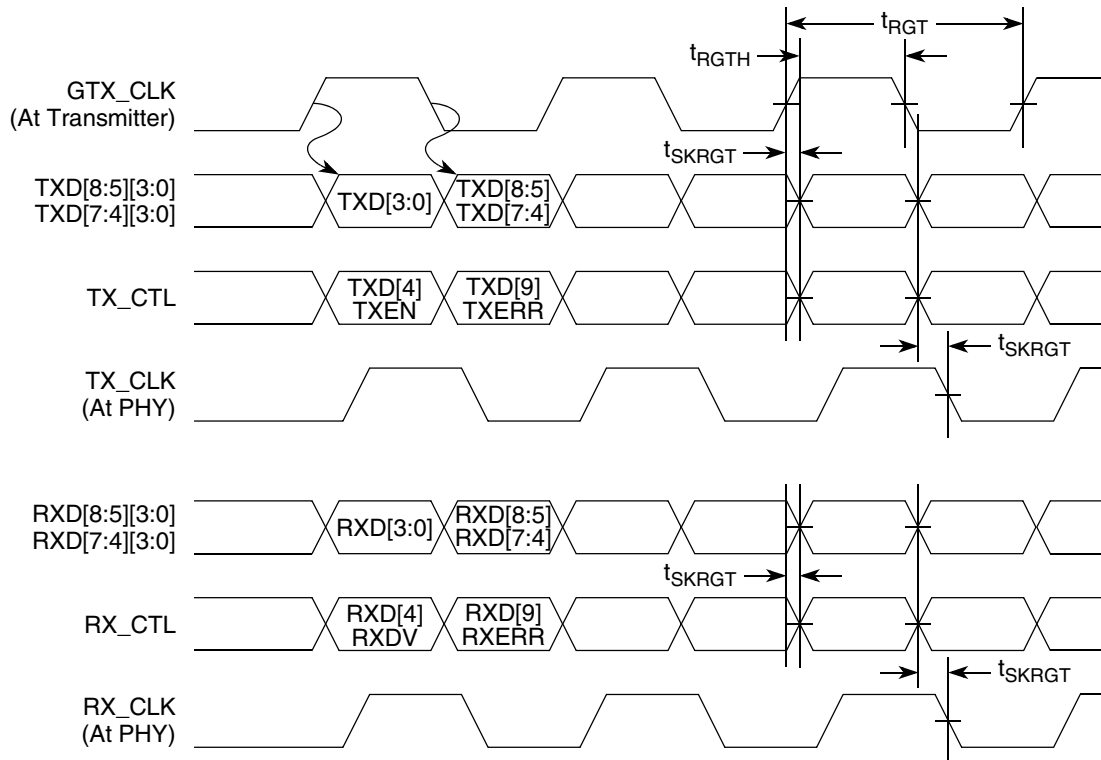 tRGT
tRGTH
GTX_CLK
(At Transmitter)
tSKRGT
TXD[8:5][3:0]
TXD[7:4][3:0]
TXD[3:0]
TXD[8:5]
TXD[7:4]
TX_CTL
TXD[4]
TXEN
TXD[9]
TXERR
tSKRGT
TX_CLK
(At PHY)
RXD[8:5][3:0]
RXD[7:4][3:0]
RXD[3:0]
RXD[8:5]
RXD[7:4]
tSKRGT
RX_CTL
RXD[4]
RXDV
RXD[9]
RXERR
tSKRGT
RX_CLK
(At PHY)